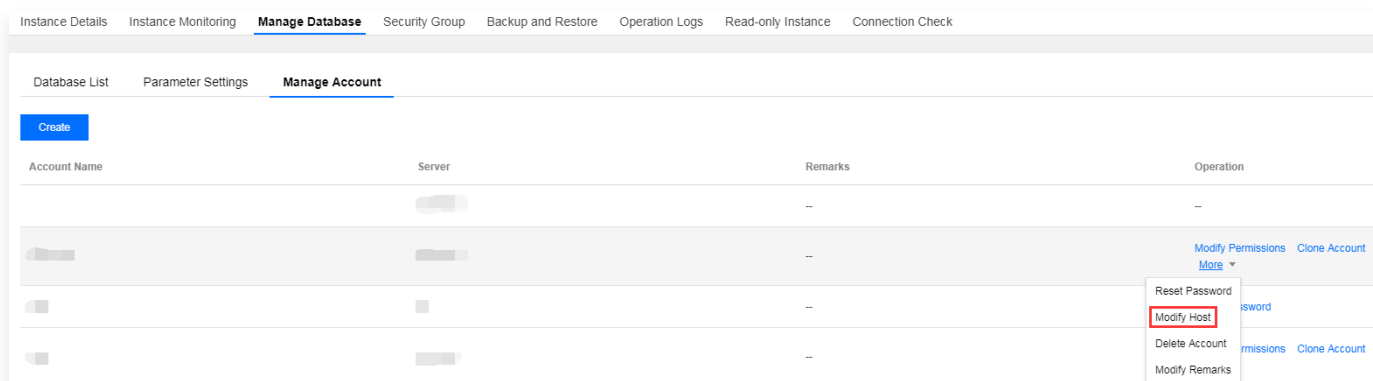 Instance Details Instance Monitoring Manage Database Security Group Backup and Restore Operation Logs Read-only Instance Connection Check
Database List Parameter Settings Manage Account
Create
Account Name Server Remarks Operation
-- --
-- Modify Permissions Clone Account
More
Reset Password
--
Modify Host
Delete Account
-- Clone Account
Modify Remarks